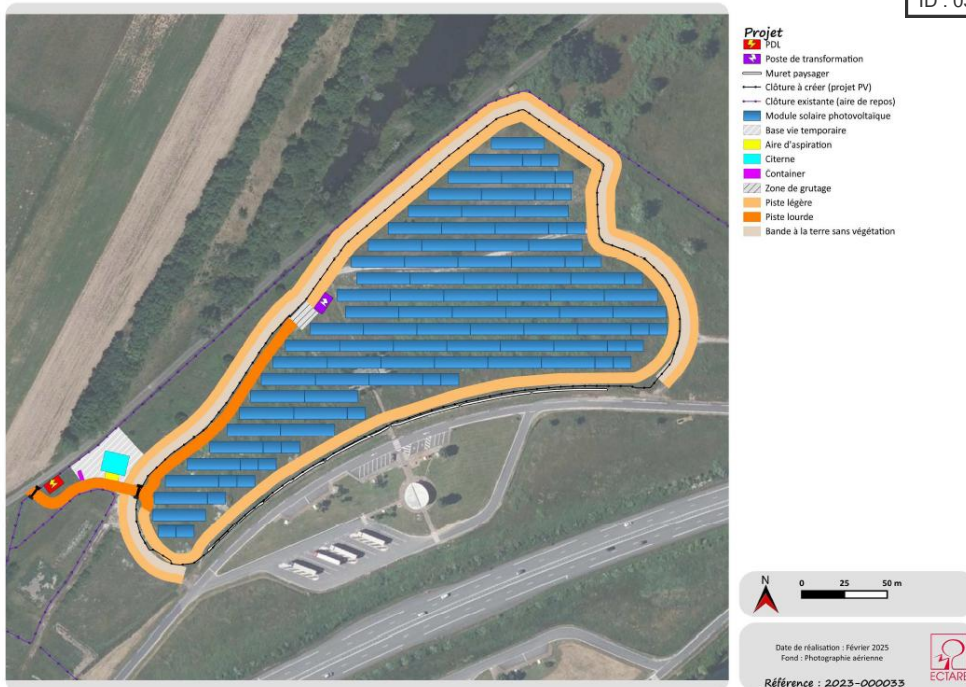 ID : 03
Projet
PDL
Poste de transformation
Muret paysager
Clôture à créer (projet PV)
Clôture existante (aire de repos)
Module solaire photovoltaïque
Base vie temporaire
Aire d'aspiration
Citerne
Container
Zone de grutage
Piste légère
Piste lourde
Bande à la terre sans végétation
N
0 25 50 m
Date de réalisation : Février 2025
Fond : Photographie aérienne
Référence : 2023-000033
ECTARE